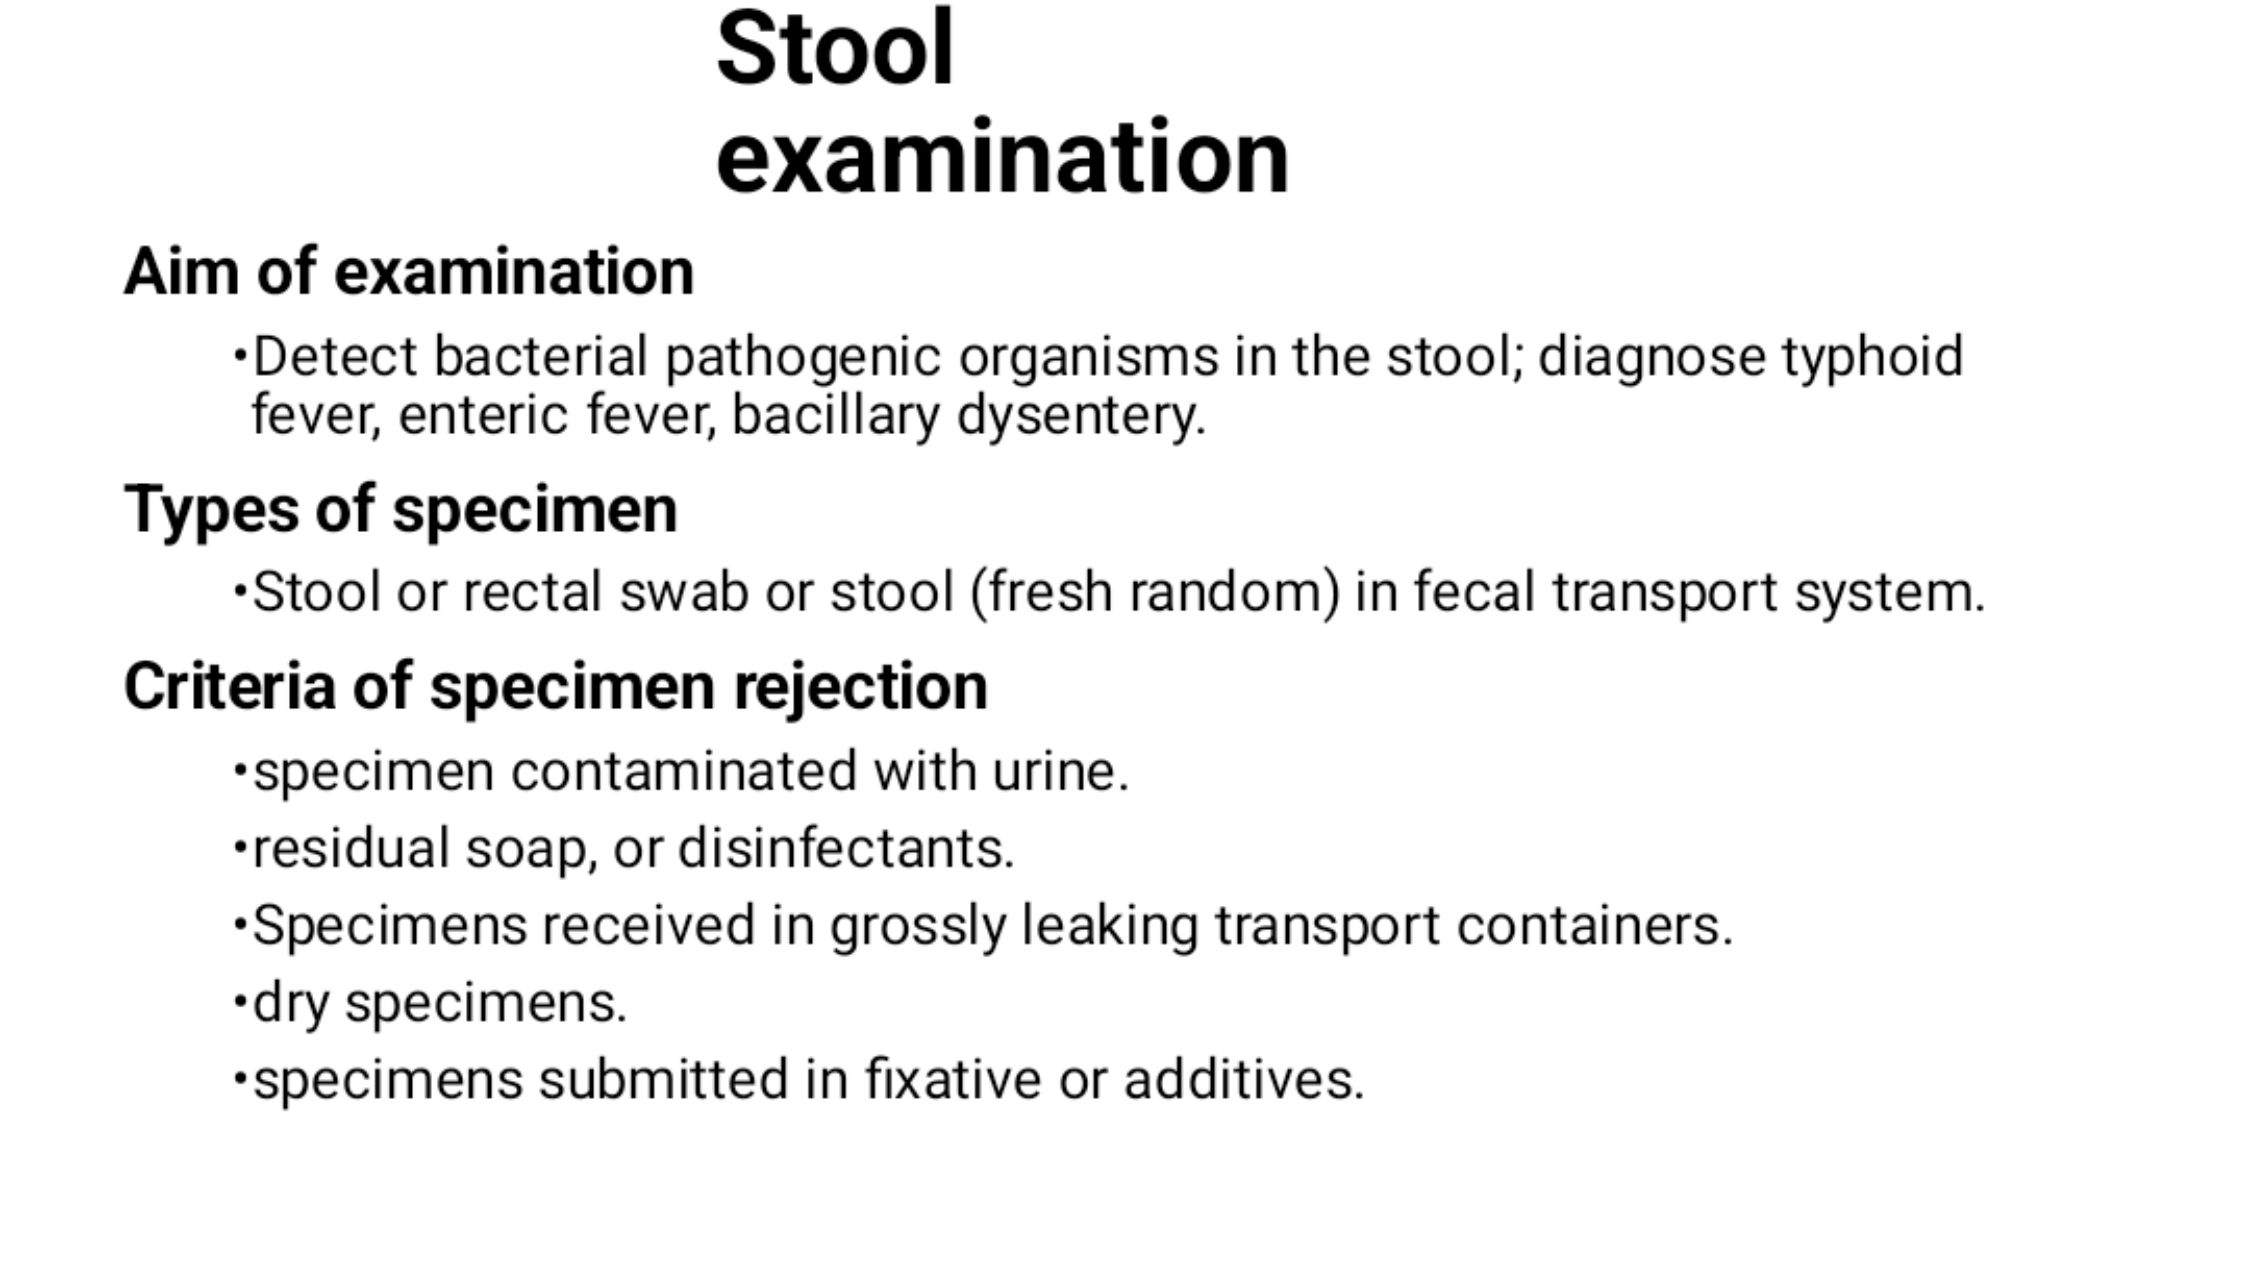 Stool
examination
Aim of examination
•Detect bacterial pathogenic organisms in the stool; diagnose typhoid
fever, enteric fever, bacillary dysentery.
Types of specimen
•Stool or rectal swab or stool (fresh random) in fecal transport system.
Criteria of specimen rejection
•specimen contaminated with urine.
•residual soap, or disinfectants.
•Specimens received in grossly leaking transport containers.
•dry specimens.
•specimens submitted in fixative or additives.